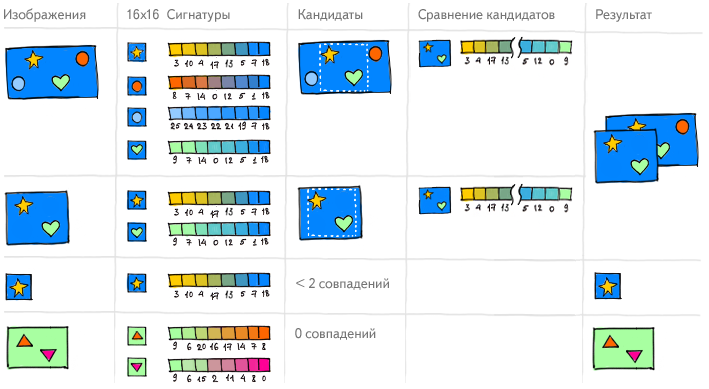 Изображения 16x16 Сигнатуры Кандидаты Сравнение кандидатов Результат
3 10 4 17 13 5 7 18
3 4 17 13 5 12 0 9
8 7 14 0 12 5 1 18
25 24 23 22 21 19 7 18
9 7 14 0 12 5 1 18
3 10 4 17 13 5 7 18
3 4 17 13 5 12 0 9
9 7 14 0 12 5 1 18
3 10 4 17 13 5 7 18
< 2 совпадений
9 6 20 16 14 7 8
0 совпадений
9 6 15 2 11 4 8 0